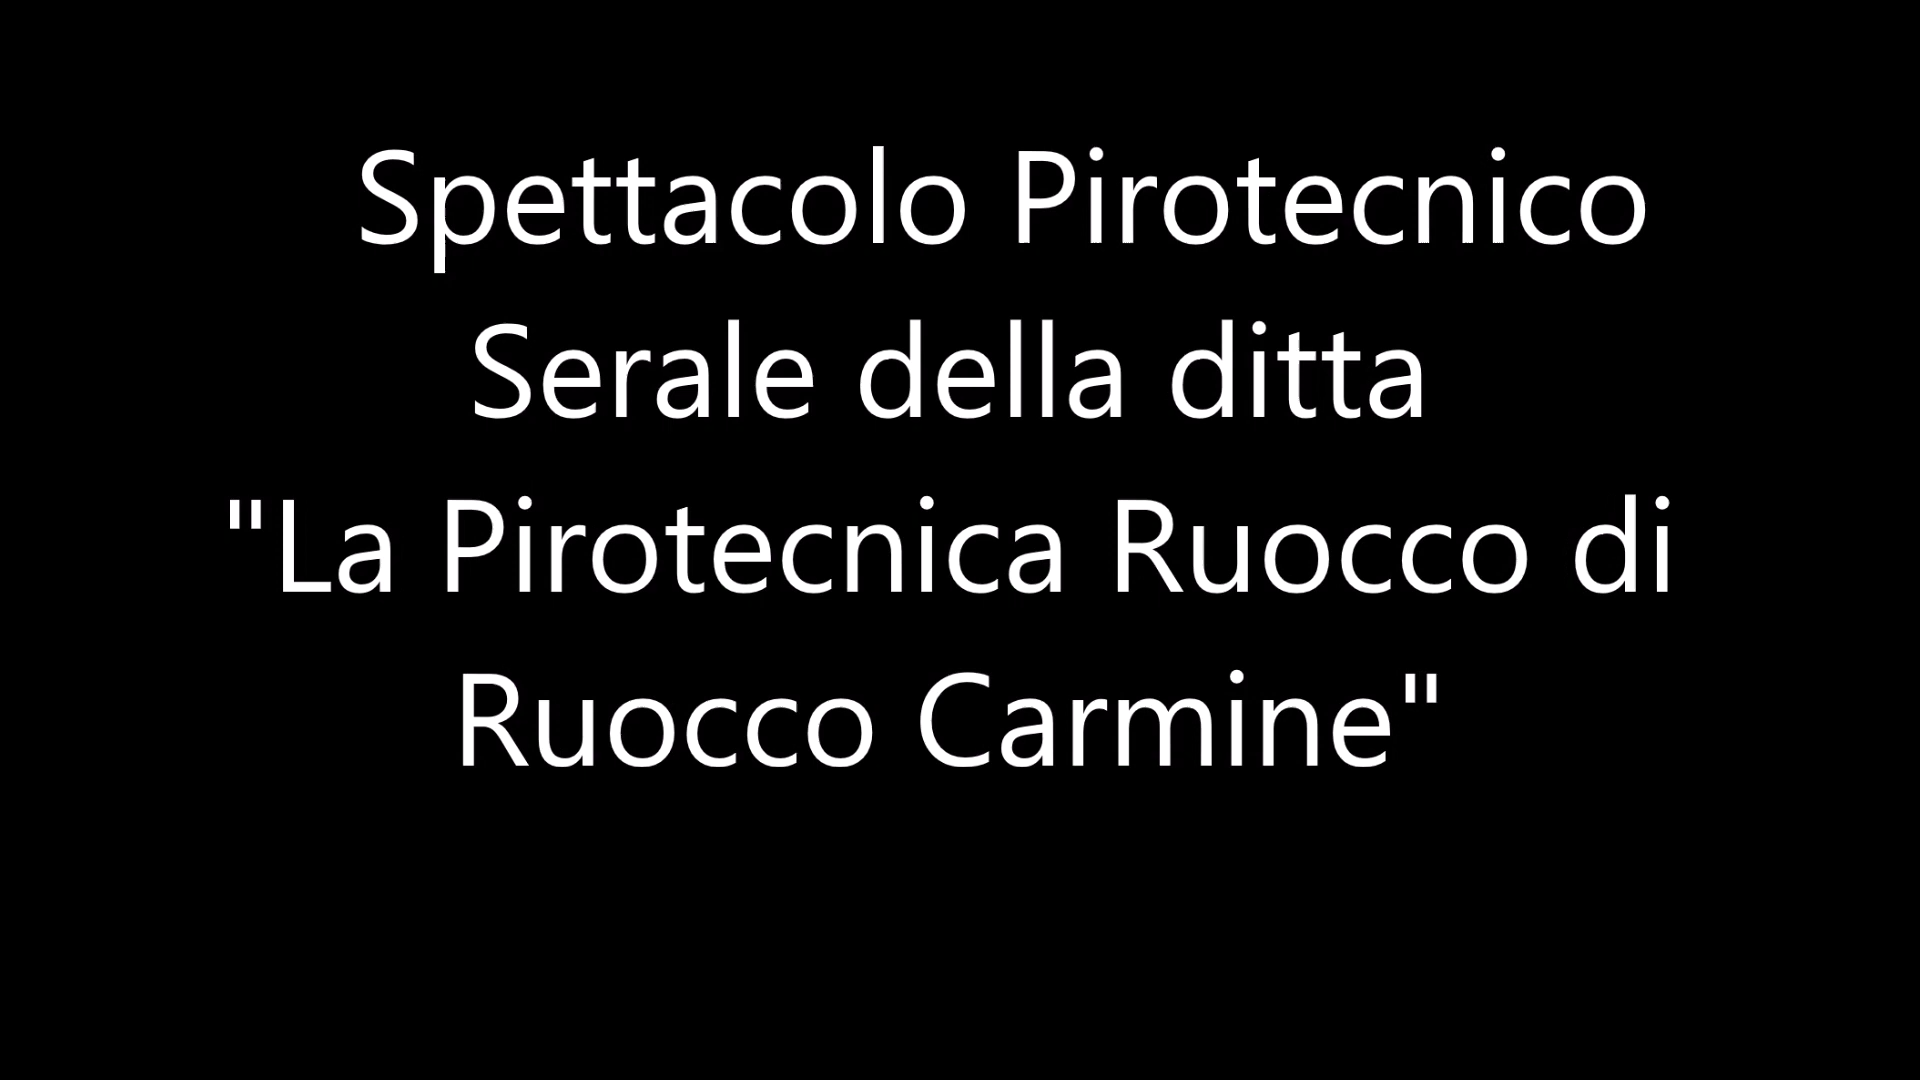 Spettacolo Pirotecnico
Serale della ditta
"La Pirotecnica Ruocco di
Ruocco Carmine"